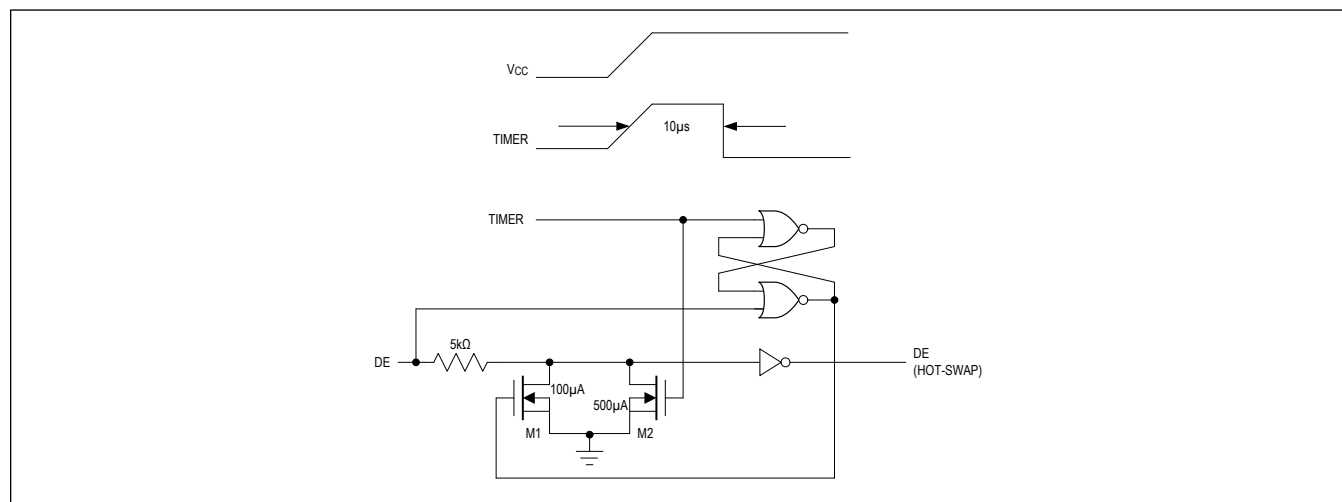 VCC
TIMER
10µs
TIMER
DE
5kΩ
DE
(HOT-SWAP)
100µA
500µA
M1
M2